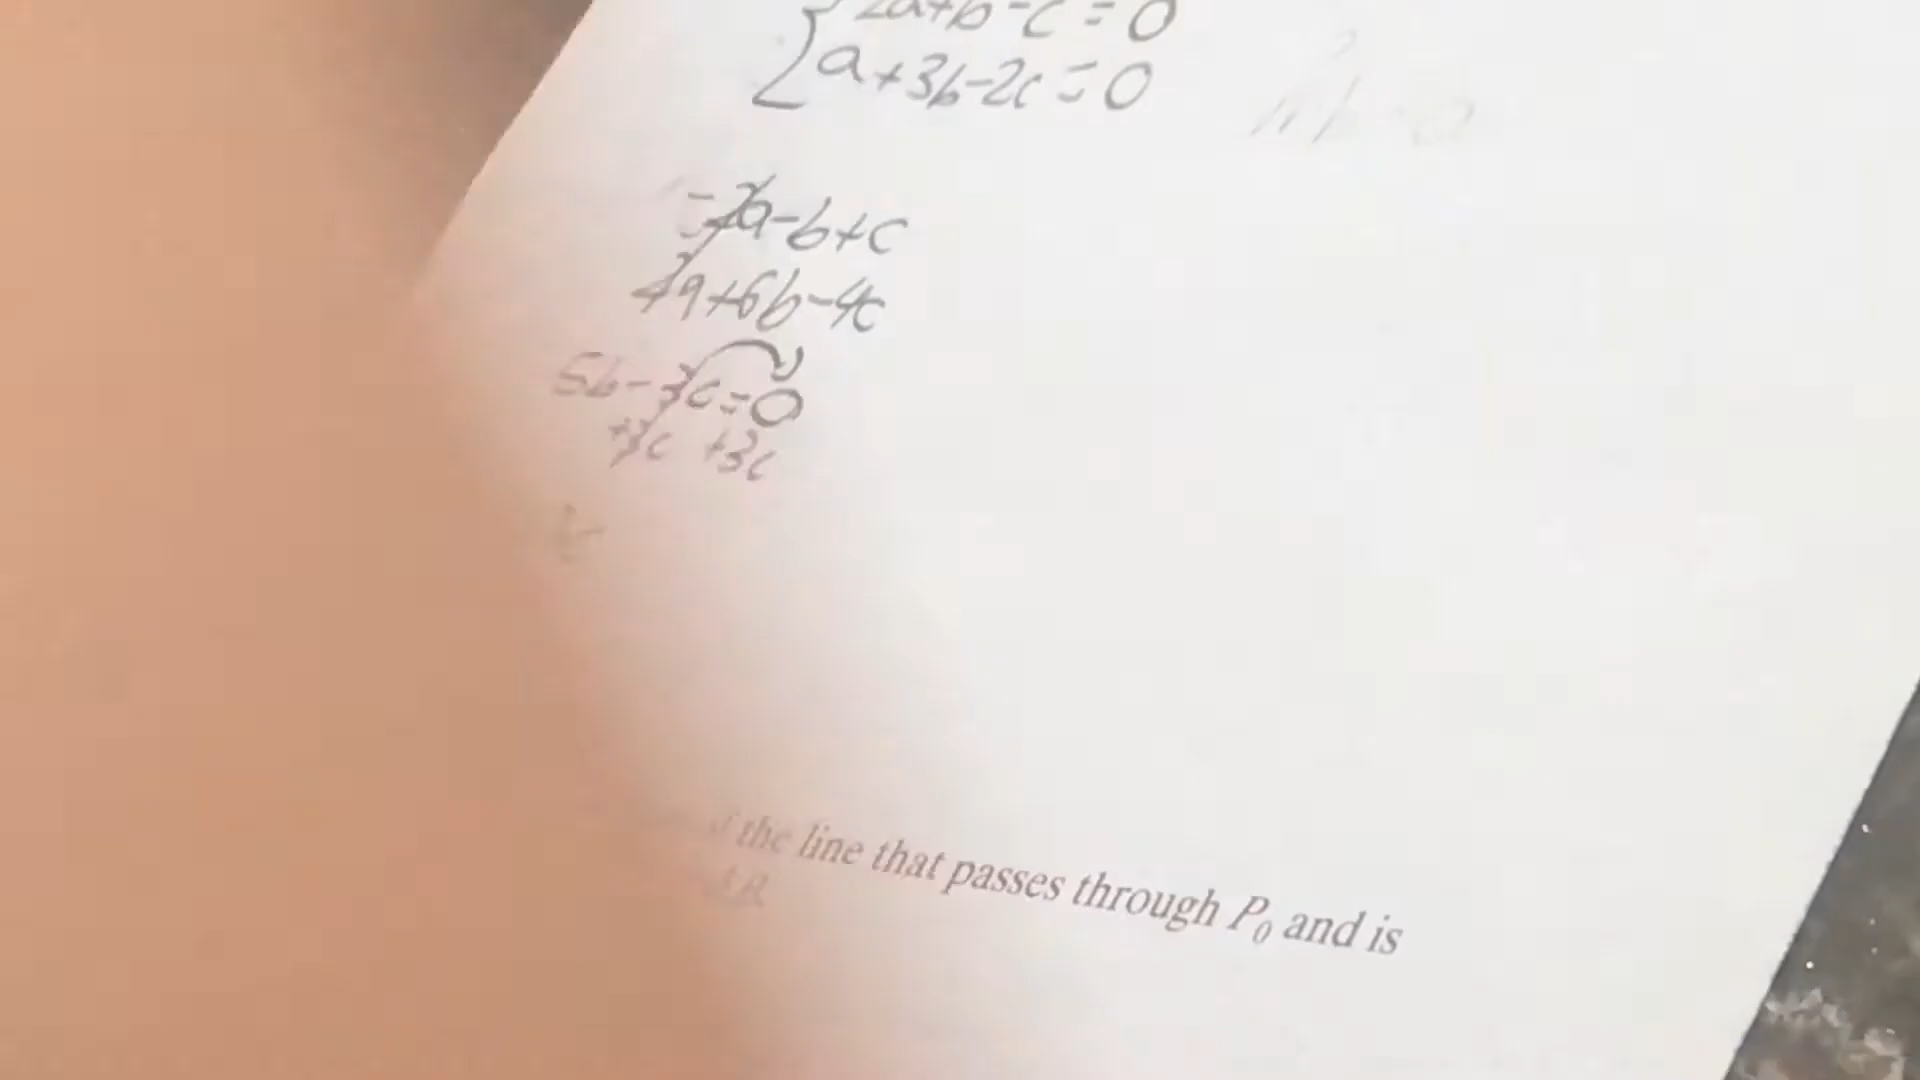 2a+b-c=0
a+3b-2c=0
-2a-b+c
2a+6b-4c
5b-3c=0
+3c +3c
the line that passes through P₀ and is